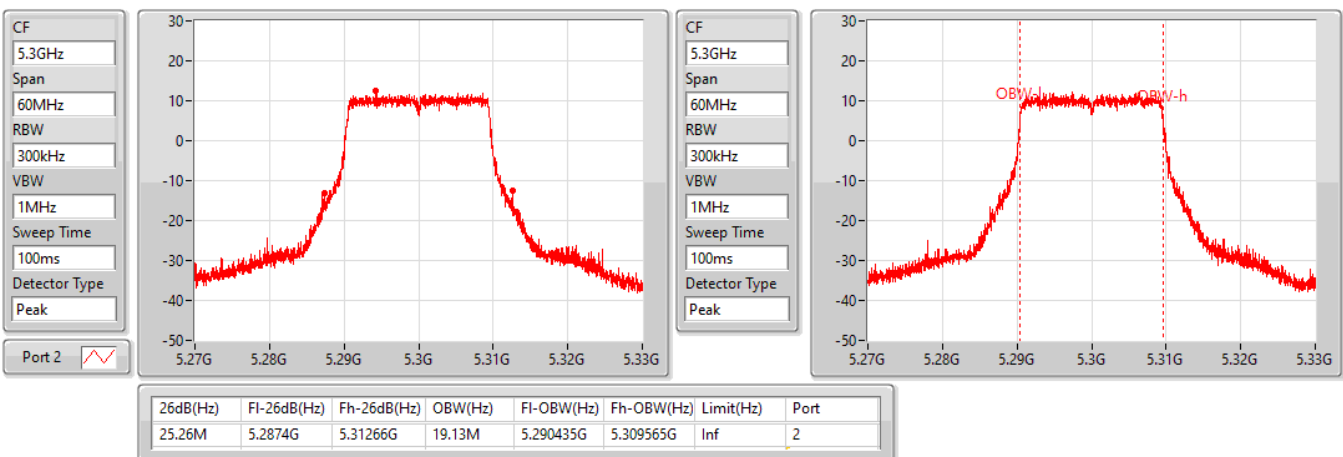 CF
5.3GHz
Span
60MHz
RBW
300kHz
VBW
1MHz
Sweep Time
100ms
Detector Type
Peak
Port 2
30
20
10
0
-10
-20
-30
-40
-50
5.27G 5.28G 5.29G 5.3G 5.31G 5.32G 5.33G
CF
5.3GHz
Span
60MHz
RBW
300kHz
VBW
1MHz
Sweep Time
100ms
Detector Type
Peak
30
20
10
0
-10
-20
-30
-40
-50
OBW-l OBW-h
5.27G 5.28G 5.29G 5.3G 5.31G 5.32G 5.33G
26dB(Hz) Fl-26dB(Hz) Fh-26dB(Hz) OBW(Hz) Fl-OBW(Hz) Fh-OBW(Hz) Limit(Hz) Port
25.26M 5.2874G 5.31266G 19.13M 5.290435G 5.309565G Inf 2